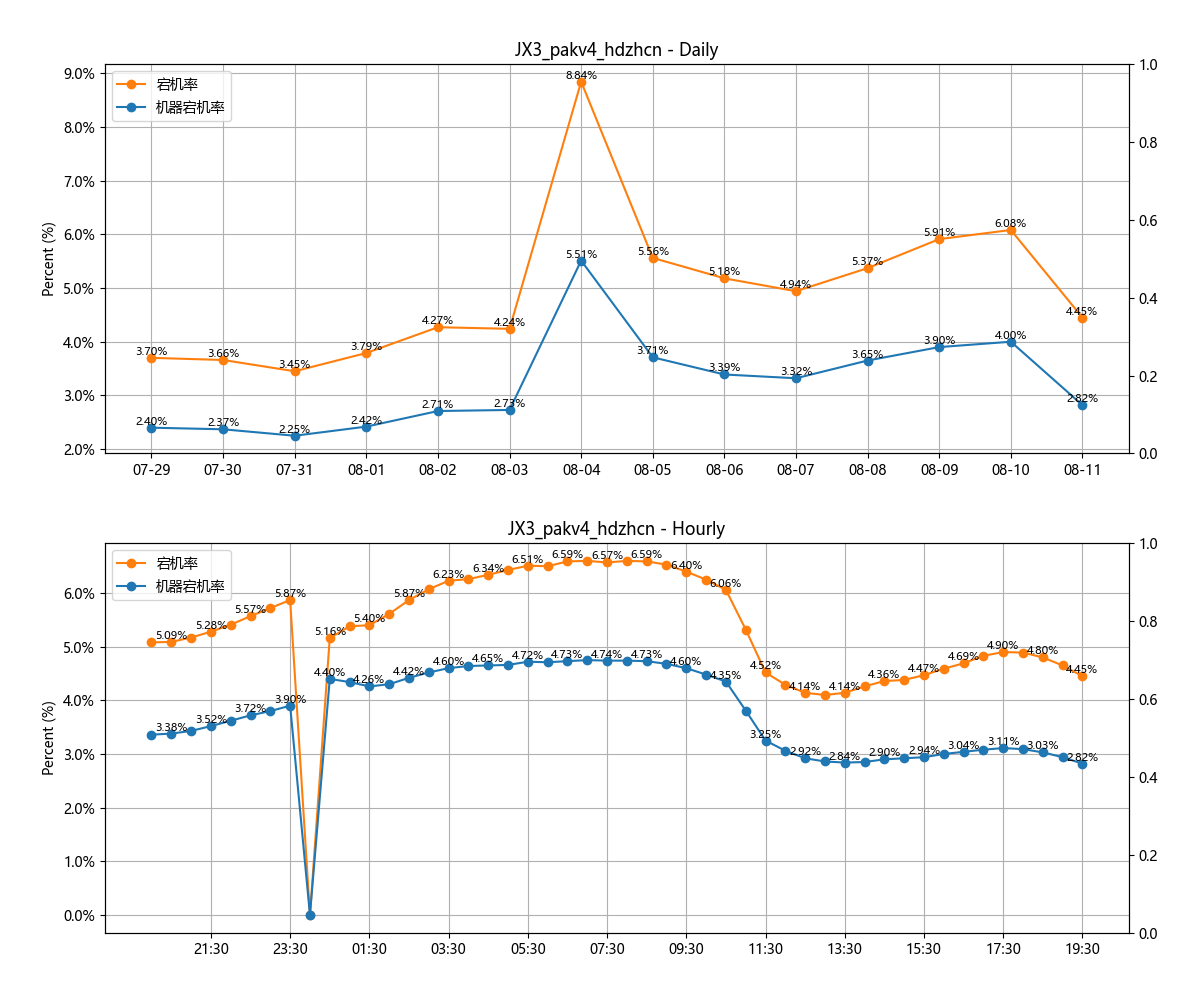 JX3_pakv4_hdzhcn - Daily
宕机率
机器宕机率
Percent (%)
9.0%
8.0%
7.0%
6.0%
5.0%
4.0%
3.0%
2.0%
1.0
0.8
0.6
0.4
0.2
0.0
3.70% 3.66% 3.45% 3.79% 4.27% 4.24% 8.84% 5.56% 5.18% 4.94% 5.37% 5.91% 6.08% 4.45%
2.40% 2.37% 2.25% 2.42% 2.71% 2.73% 5.51% 3.71% 3.39% 3.32% 3.65% 3.90% 4.00% 2.82%
07-29 07-30 07-31 08-01 08-02 08-03 08-04 08-05 08-06 08-07 08-08 08-09 08-10 08-11
JX3_pakv4_hdzhcn - Hourly
宕机率
机器宕机率
Percent (%)
6.0%
5.0%
4.0%
3.0%
2.0%
1.0%
0.0%
1.0
0.8
0.6
0.4
0.2
0.0
5.09% 5.28% 5.57% 5.87% 5.16% 5.40% 5.87% 6.23% 6.34% 6.51% 6.59% 6.57% 6.59% 6.40% 6.06% 4.52% 4.14% 4.14% 4.36% 4.47% 4.69% 4.90% 4.80% 4.45%
3.38% 3.52% 3.72% 3.90% 4.40% 4.26% 4.42% 4.60% 4.65% 4.72% 4.73% 4.74% 4.73% 4.60% 4.35% 3.25% 2.92% 2.84% 2.90% 2.94% 3.04% 3.11% 3.03% 2.82%
21:30 23:30 01:30 03:30 05:30 07:30 09:30 11:30 13:30 15:30 17:30 19:30